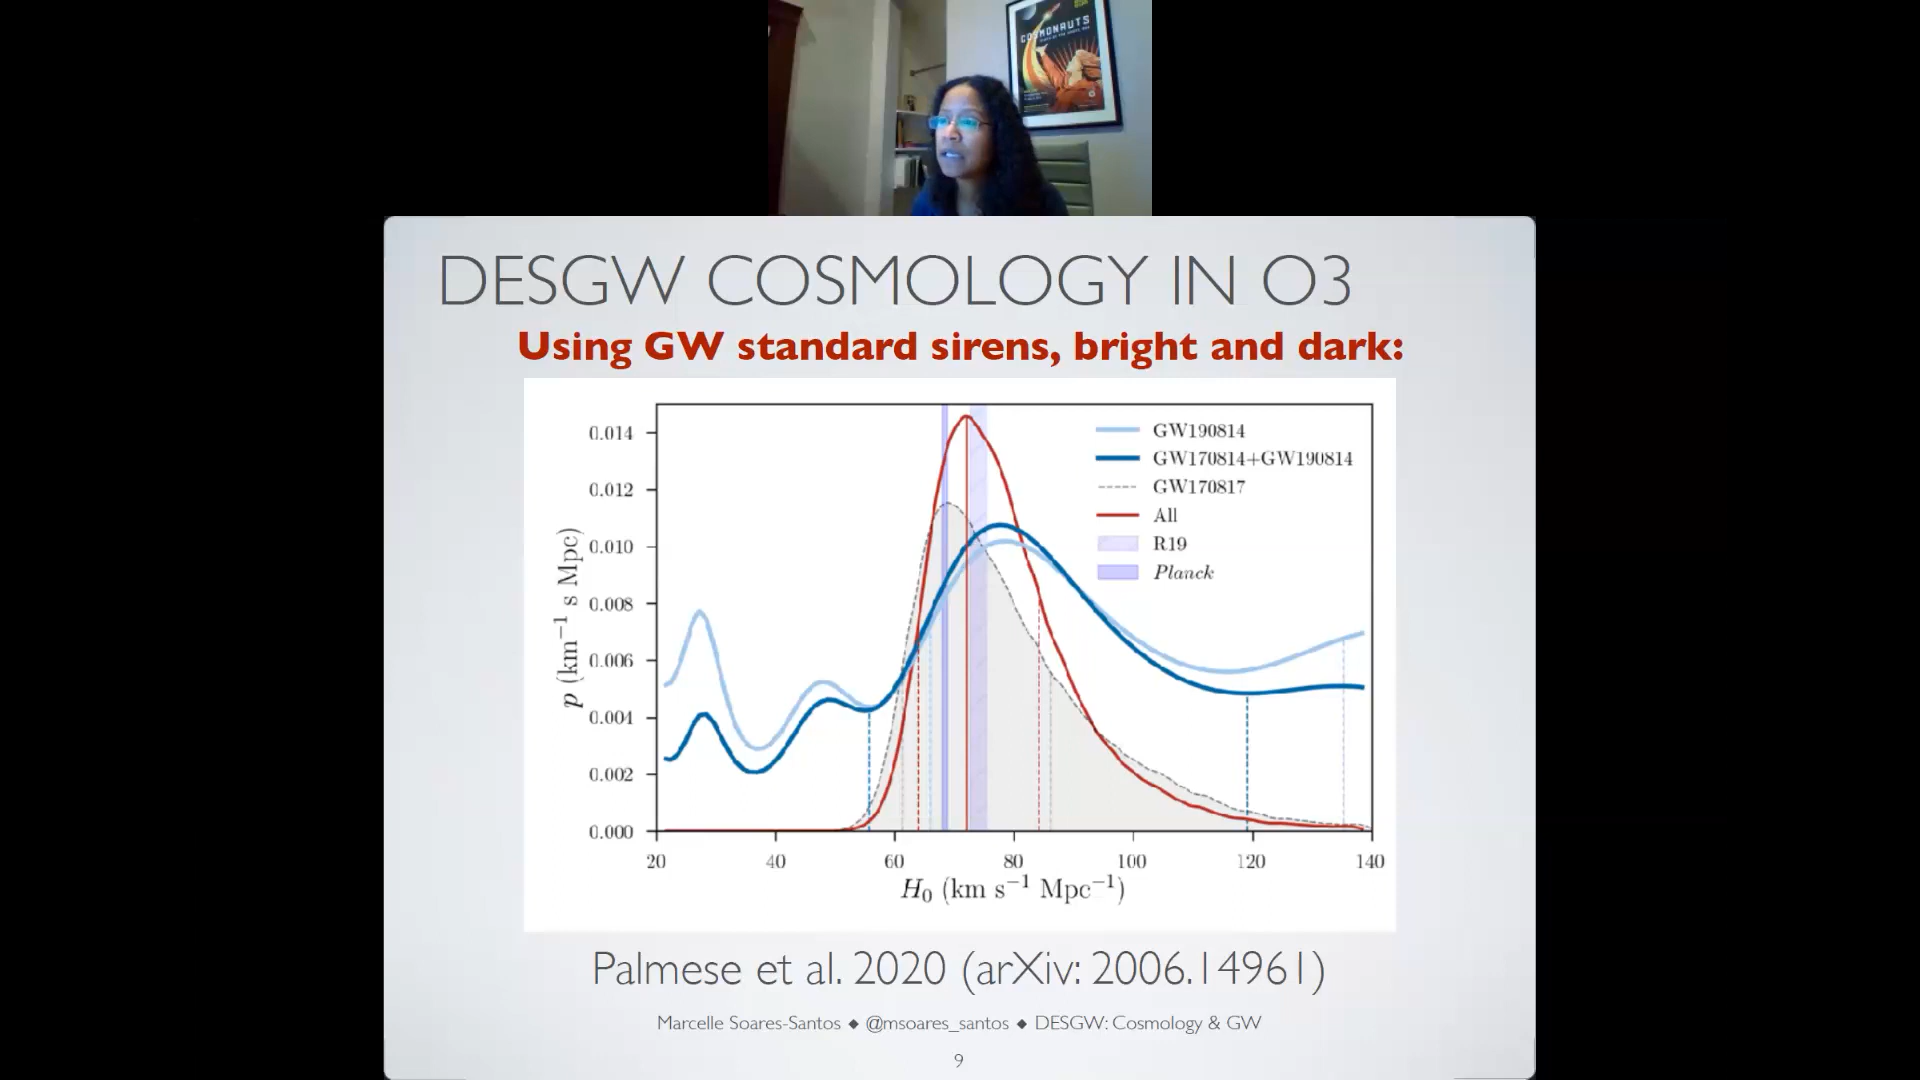 COSMONAUTS
DESGW COSMOLOGY IN O3
Using GW standard sirens, bright and dark:
p (km⁻¹ s Mpc)
0.014
0.012
0.010
0.008
0.006
0.004
0.002
0.000
GW190814
GW170814+GW190814
GW170817
All
R19
Planck
20 40 60 80 100 120 140
H₀ (km s⁻¹ Mpc⁻¹)
Palmese et al. 2020 (arXiv: 2006.14961)
Marcelle Soares-Santos ◆ @msoares_santos ◆ DESGW: Cosmology & GW
9